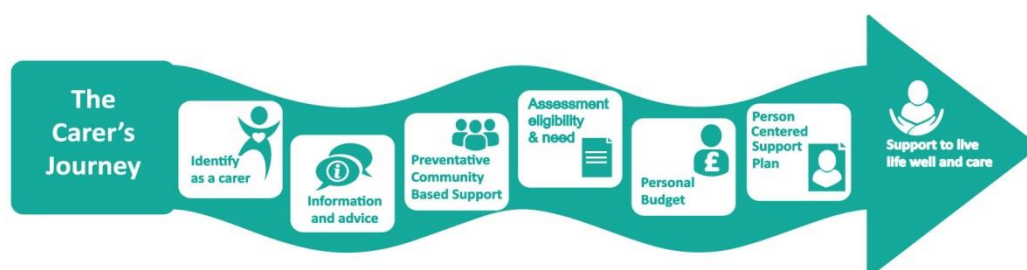 The
Carer's
Journey
Identify
as a carer
Information
and advice
Preventative
Community
Based Support
Assessment
eligibility
& need
£
Personal
Budget
Person
Centered
Support
Plan
Support to live
life well and care